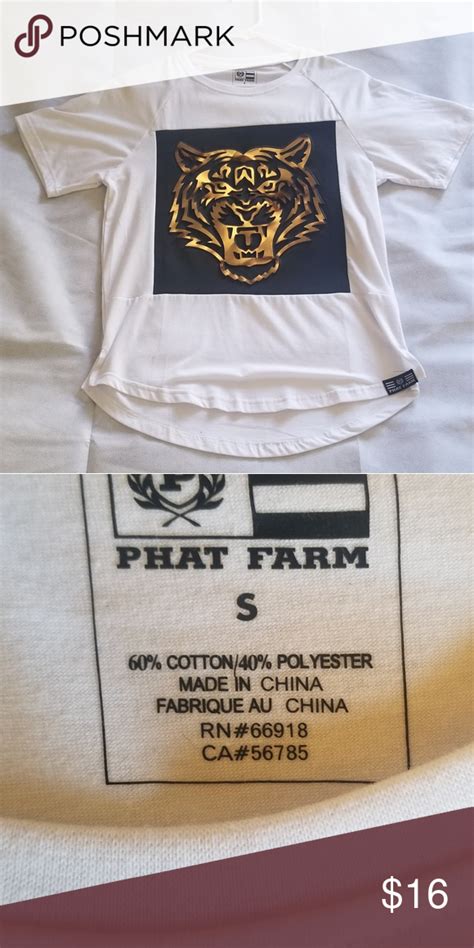 POSHMARK
PHAT FARM
S
60% COTTON/40% POLYESTER
MADE IN CHINA
FABRIQUE AU CHINA
RN#66918
CA#56785
$16